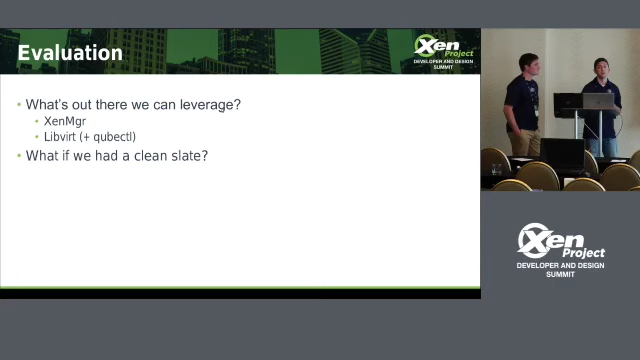 Evaluation
Xen
Project
DEVELOPER AND DESIGN
SUMMIT
• What's out there we can leverage?
• XenMgr
• Libvirt (+ qubectl)
• What if we had a clean slate?
Xen
Project
DEVELOPER AND DESIGN
SUMMIT